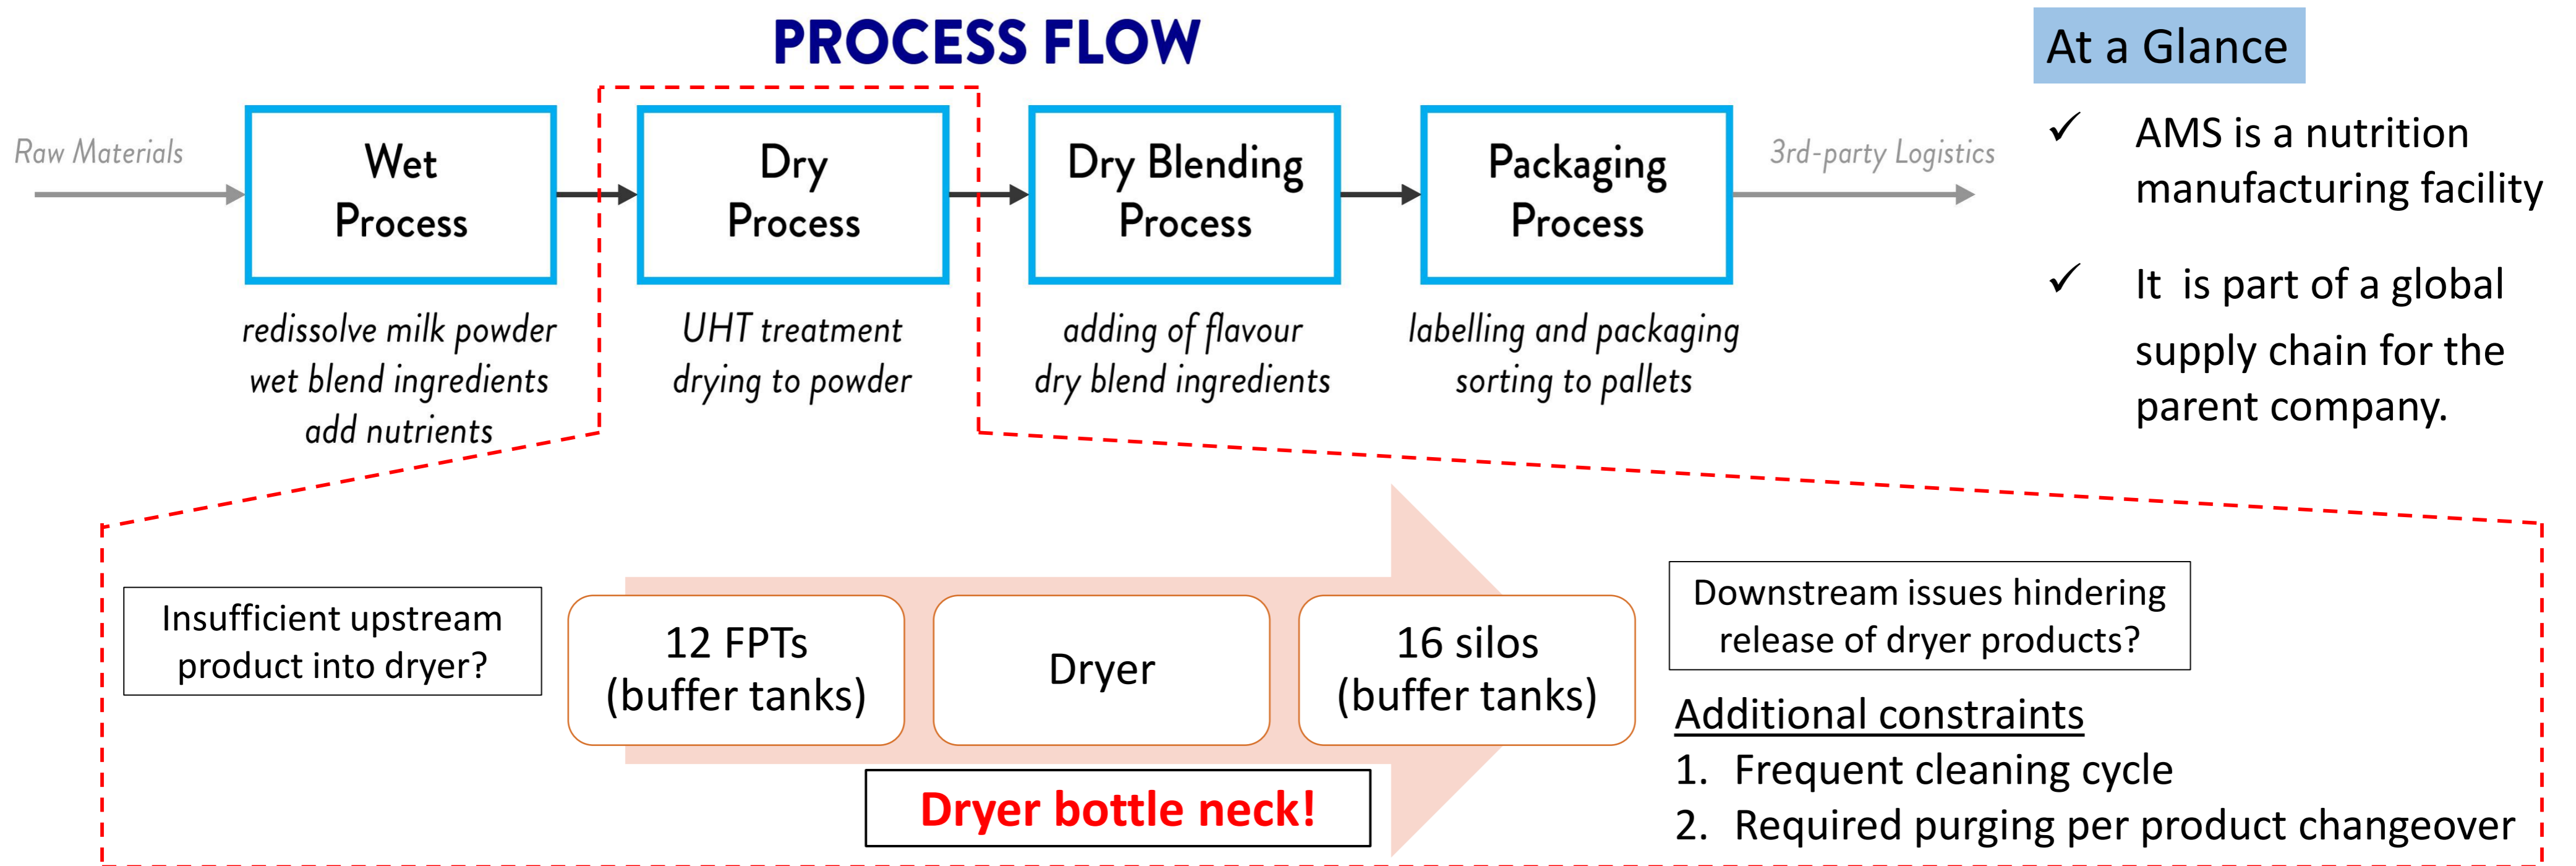 PROCESS FLOW
At a Glance
Raw Materials
Wet
Process
Dry
Process
Dry Blending
Process
Packaging
Process
3rd-party Logistics
redissolve milk powder
wet blend ingredients
add nutrients
UHT treatment
drying to powder
adding of flavour
dry blend ingredients
labelling and packaging
sorting to pallets
✓ AMS is a nutrition
manufacturing facility
✓ It is part of a global
supply chain for the
parent company.
Insufficient upstream
product into dryer?
12 FPTs
(buffer tanks)
Dryer
16 silos
(buffer tanks)
Dryer bottle neck!
Downstream issues hindering
release of dryer products?
Additional constraints
1. Frequent cleaning cycle
2. Required purging per product changeover